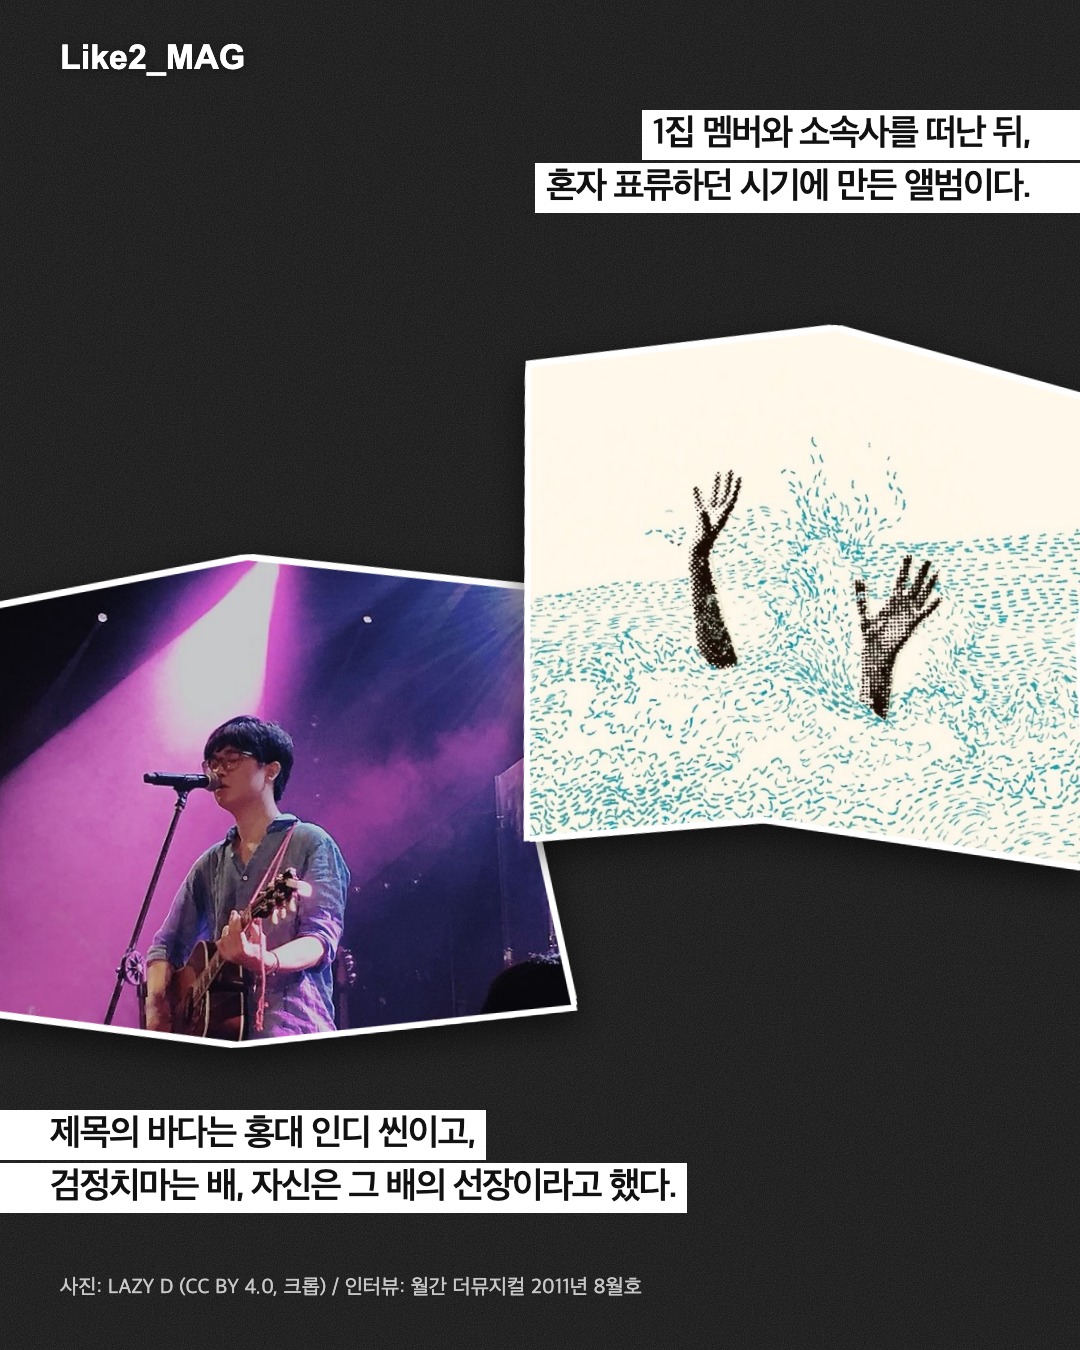 Like2_MAG
1집 멤버와 소속사를 떠난 뒤,
혼자 표류하던 시기에 만든 앨범이다.
제목의 바다는 홍대 인디 씬이고,
검정치마는 배, 자신은 그 배의 선장이라고 했다.
사진: LAZY D (CC BY 4.0, 크롭) / 인터뷰: 월간 더뮤지컬 2011년 8월호